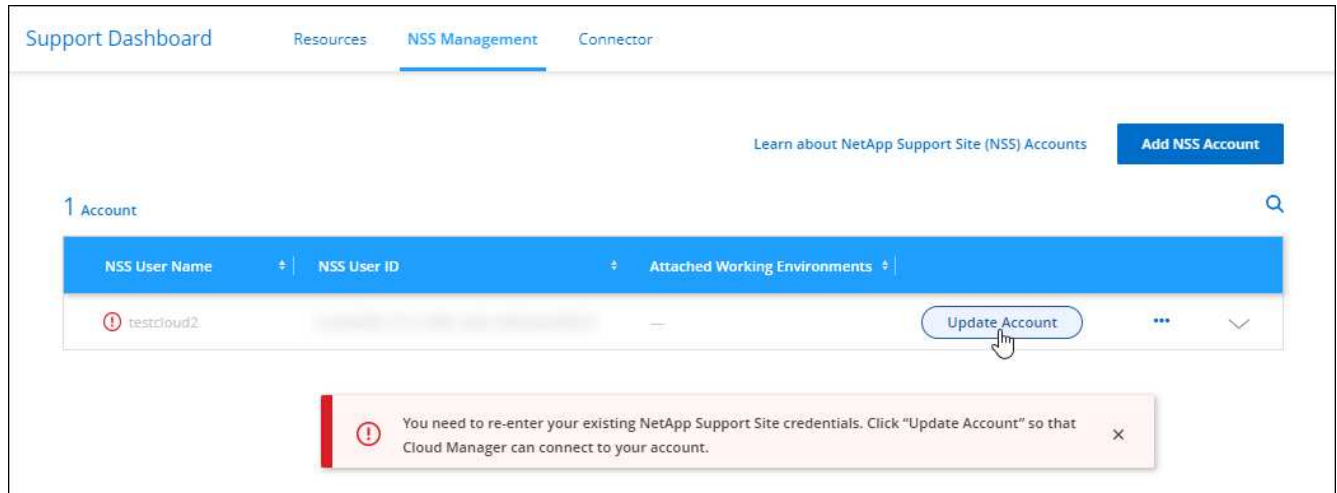 Support Dashboard Resources NSS Management Connector
Learn about NetApp Support Site (NSS) Accounts Add NSS Account
1 Account
NSS User Name NSS User ID Attached Working Environments
testcloud2 — Update Account
You need to re-enter your existing NetApp Support Site credentials. Click “Update Account” so that
Cloud Manager can connect to your account.